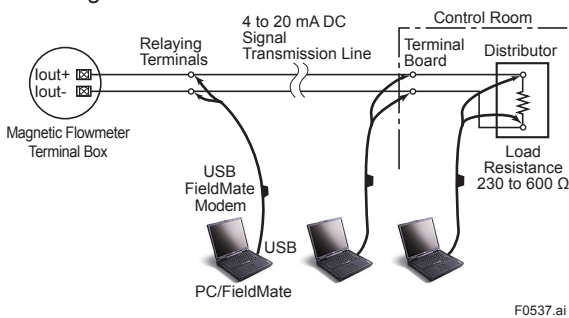 4 to 20 mA DC
Signal
Transmission Line
Control Room
Relaying
Terminals
Terminal
Board
Distributor
Iout+
Iout-
Magnetic Flowmeter
Terminal Box
Load
Resistance
230 to 600 Ω
USB
FieldMate
Modem
USB
PC/FieldMate
F0537.ai